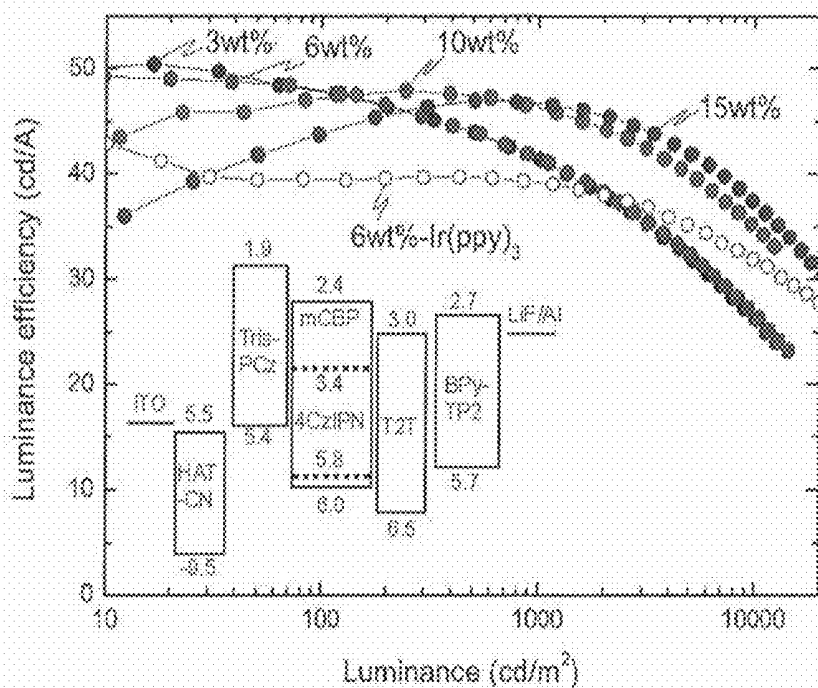 3wt%
6wt%
10wt%
15wt%
6wt%-Ir(ppy)3
50
40
30
20
10
0
Luminance efficiency (cd/A)
1.9
2.4
mCBP
3.0
2.7
LiF/Al
Tris-
PCz
3.4
ITO
5.5
5.4
4CzIPN
T2T
BPy-
TP2
HAT
-CN
5.8
6.0
5.7
6.5
10
100
1000
10000
Luminance (cd/m²)